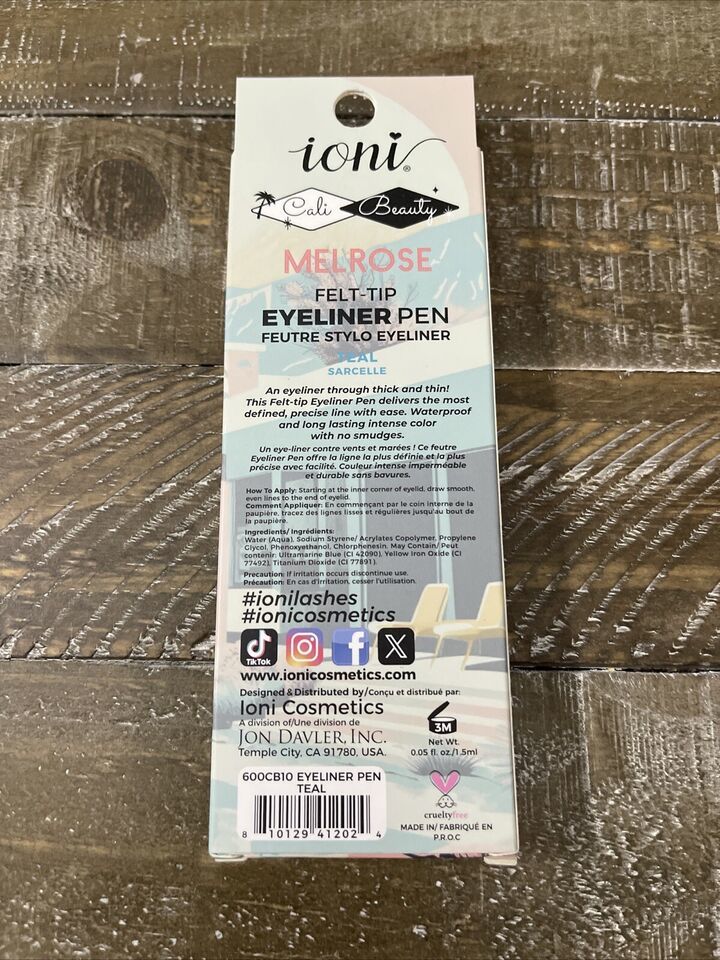 ioni®
Cali Beauty
MELROSE
FELT-TIP
EYELINER PEN
FEUTRE STYLO EYELINER
TEAL
SARCELLE
An eyeliner through thick and thin!
This Felt-tip Eyeliner Pen delivers the most
defined, precise line with ease. Waterproof
and long lasting intense color
with no smudges.
Un eye-liner contre vents et marées ! Ce feutre
Eyeliner Pen offre la ligne la plus définie et la plus
précise avec facilité. Couleur intense imperméable
et durable sans bavures.
How To Apply: Starting at the inner corner of eyelid, draw smooth,
even lines to the end of eyelid.
Comment Appliquer: En commençant par le coin interne de la
paupière, tracez des lignes lisses et régulières jusqu'au bout de
la paupière.
Ingredients/ Ingrédients:
Water (Aqua), Sodium Styrene/ Acrylates Copolymer, Propylene
Glycol, Phenoxyethanol, Chlorphenesin. May Contain/ Peut
contenir: Ultramarine Blue (CI 42090), Yellow Iron Oxide (CI
77492), Titanium Dioxide (CI 77891).
Precaution: If irritation occurs discontinue use.
Précaution: En cas d'irritation, cesser l'utilisation.
#ionilashes
#ionicosmetics
TikTok
www.ionicosmetics.com
Designed & Distributed by/Conçu et distribué par:
Ioni Cosmetics
A division of/Une division de
JON DAVLER, INC.
Temple City, CA 91780, USA.
3M
Net Wt.
0.05 fl. oz./1.5ml
600CB10 EYELINER PEN
TEAL
8 10129 41202 4
crueltyfree
MADE IN/ FABRIQUÉ EN
P.R.O.C